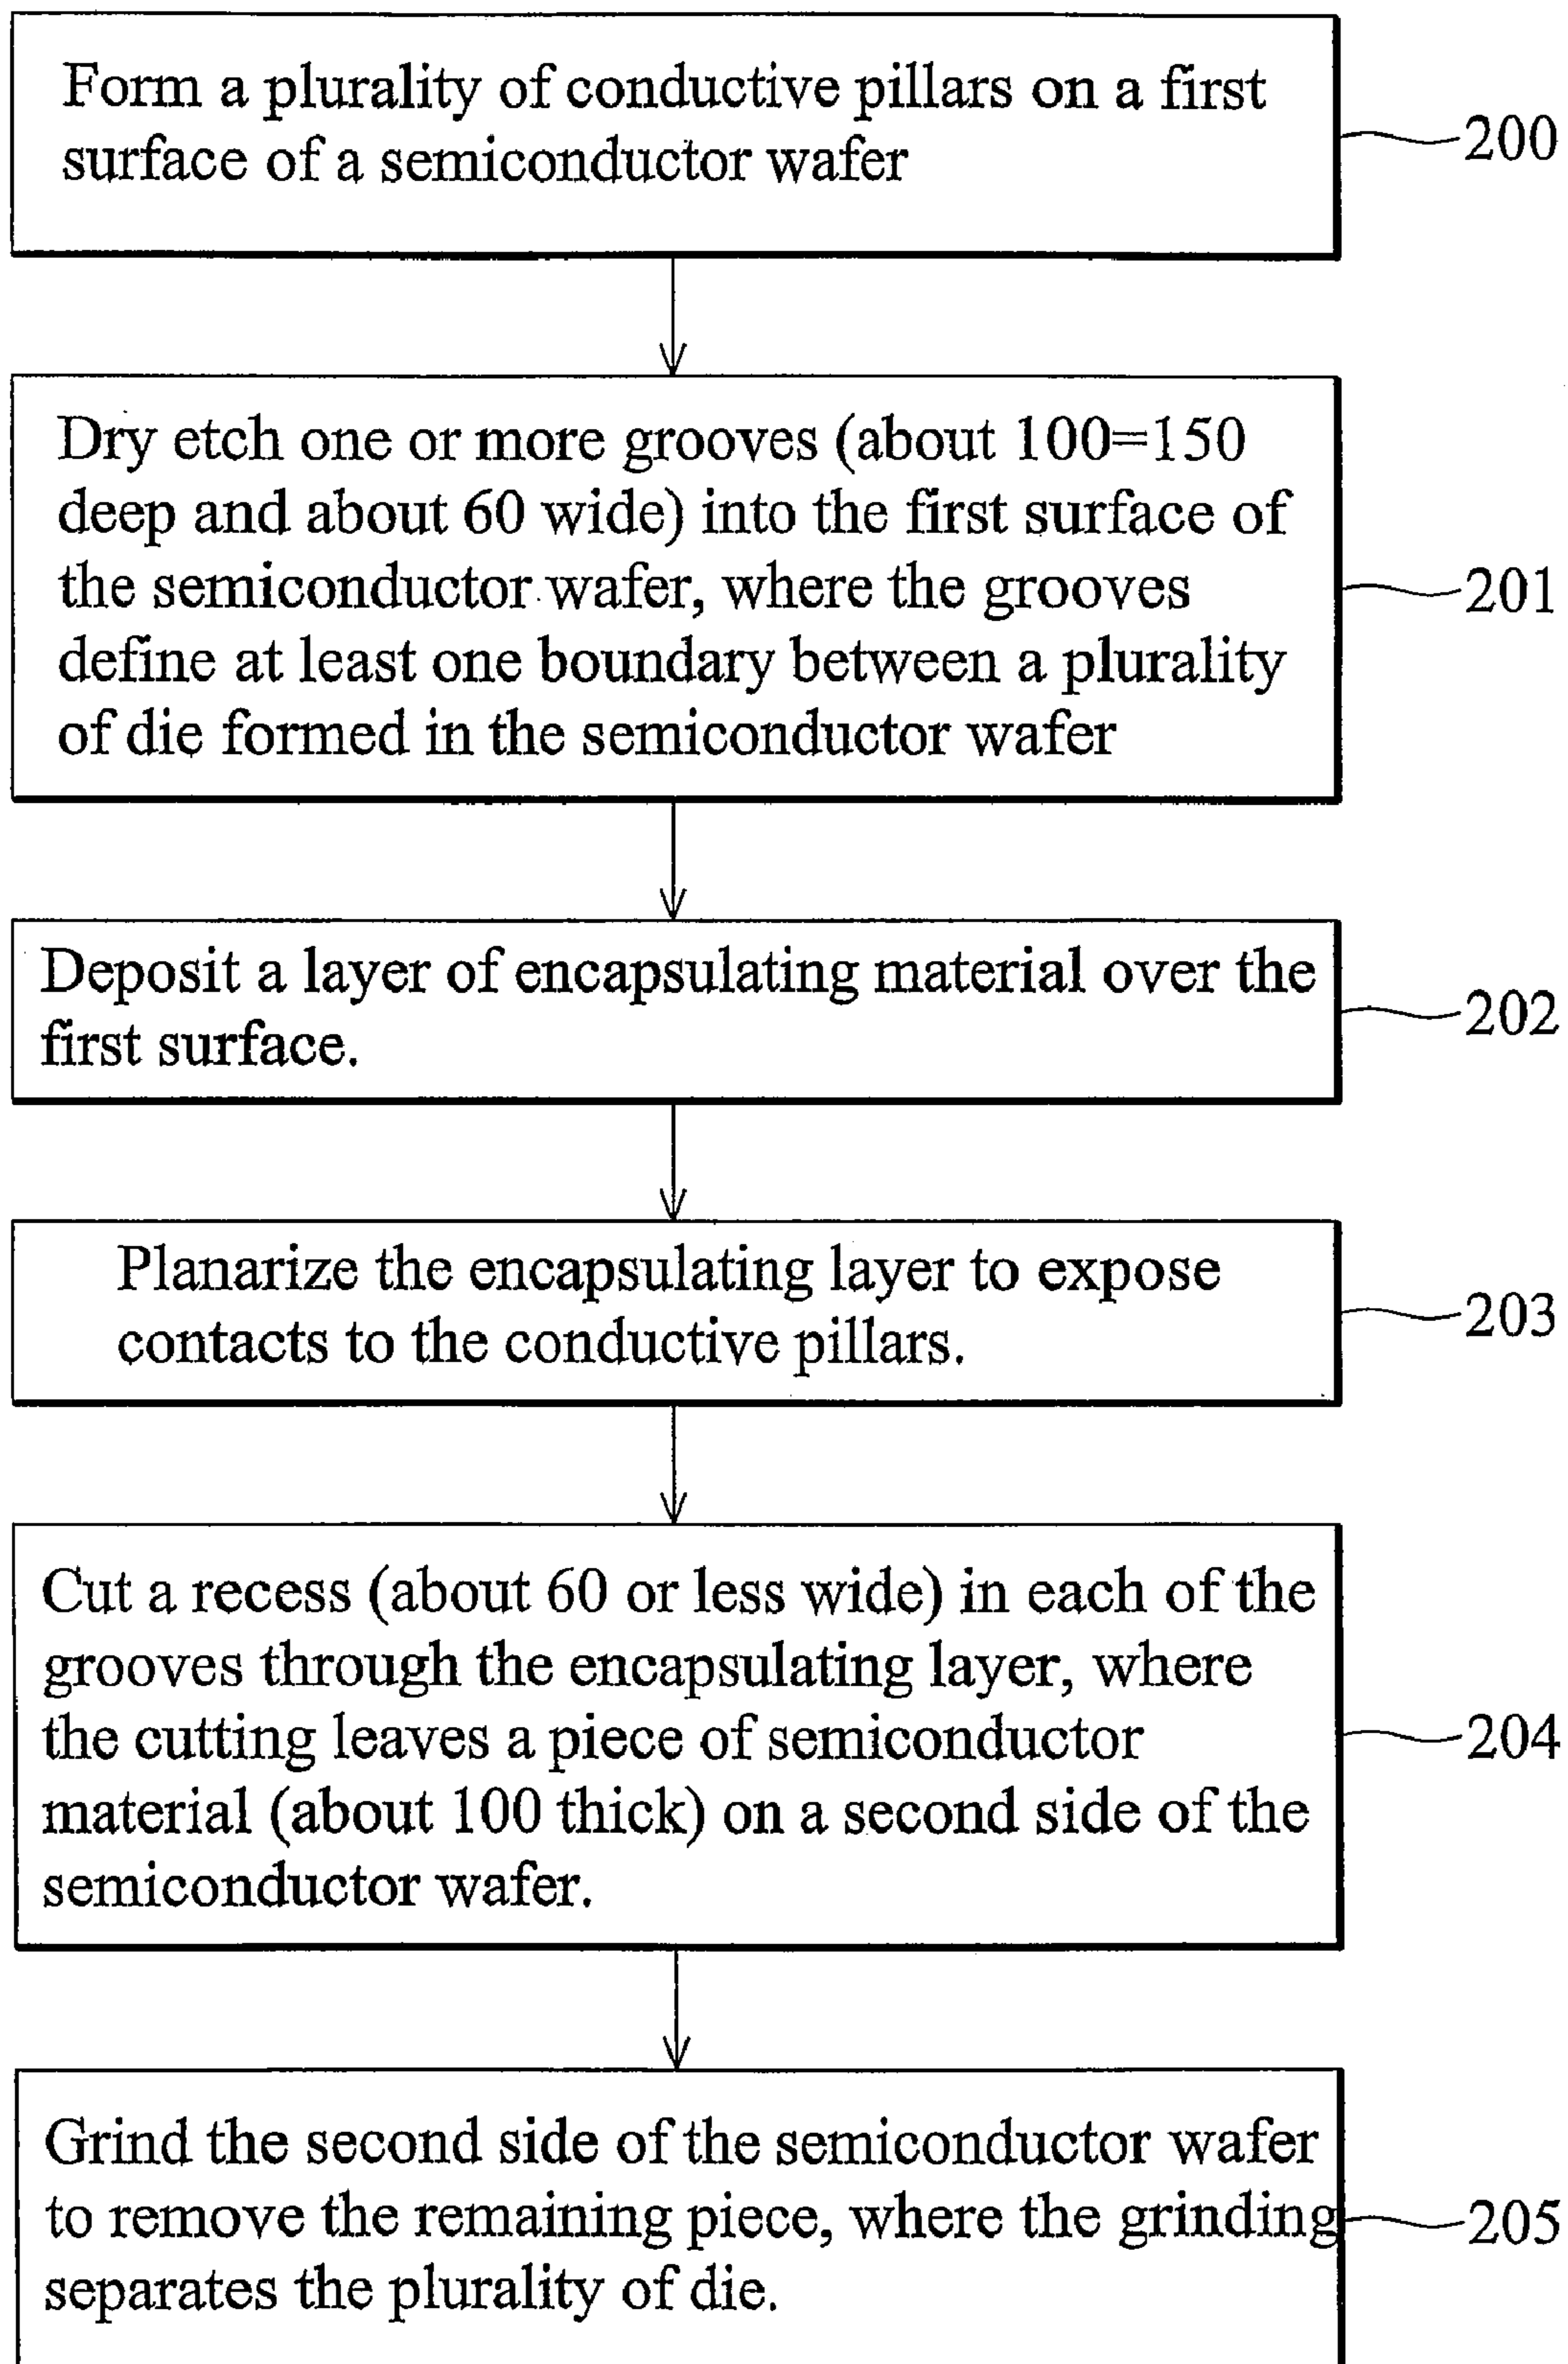 Form a plurality of conductive pillars on a first
surface of a semiconductor wafer
200
Dry etch one or more grooves (about 100=150
deep and about 60 wide) into the first surface of
the semiconductor wafer, where the grooves
define at least one boundary between a plurality
of die formed in the semiconductor wafer
201
Deposit a layer of encapsulating material over the
first surface.
202
Planarize the encapsulating layer to expose
contacts to the conductive pillars.
203
Cut a recess (about 60 or less wide) in each of the
grooves through the encapsulating layer, where
the cutting leaves a piece of semiconductor
material (about 100 thick) on a second side of the
semiconductor wafer.
204
Grind the second side of the semiconductor wafer
to remove the remaining piece, where the grinding
separates the plurality of die.
205